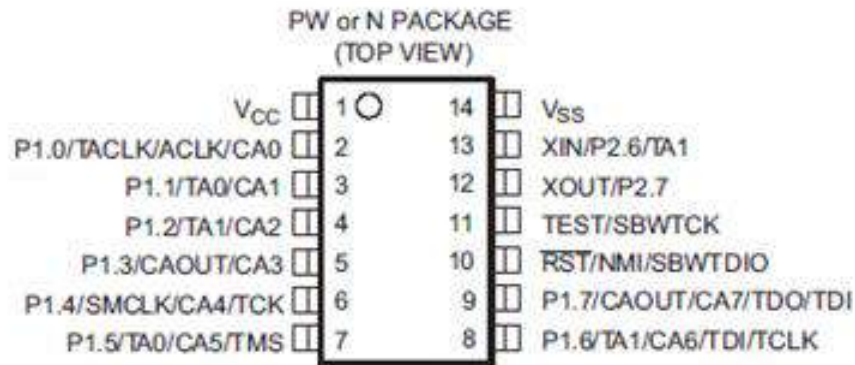 PW or N PACKAGE
(TOP VIEW)
VCC 1 14 VSS
P1.0/TACLK/ACLK/CA0 2 13 XIN/P2.6/TA1
P1.1/TA0/CA1 3 12 XOUT/P2.7
P1.2/TA1/CA2 4 11 TEST/SBWTCK
P1.3/CAOUT/CA3 5 10 RST/NMI/SBWTDIO
P1.4/SMCLK/CA4/TCK 6 9 P1.7/CAOUT/CA7/TDO/TDI
P1.5/TA0/CA5/TMS 7 8 P1.6/TA1/CA6/TDI/TCLK